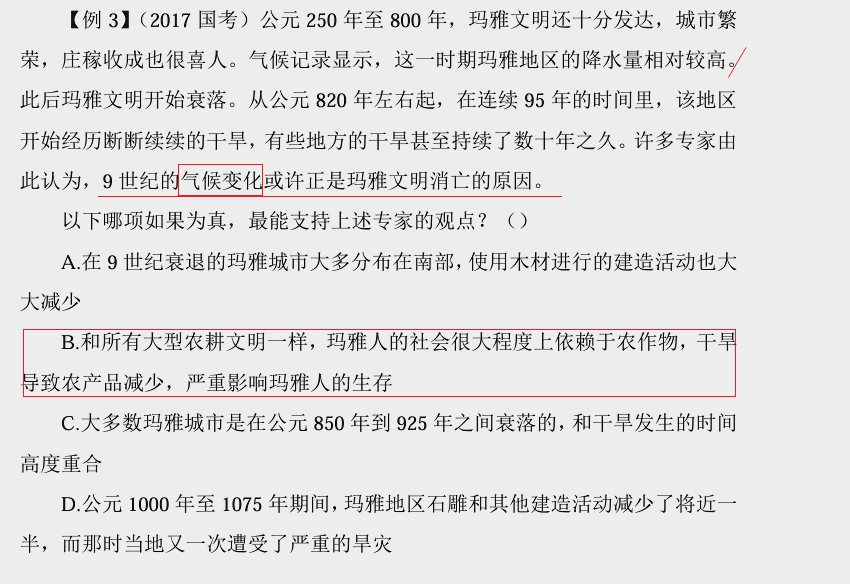 【例 3】（2017 国考）公元 250 年至 800 年，玛雅文明还十分发达，城市繁
荣，庄稼收成也很喜人。气候记录显示，这一时期玛雅地区的降水量相对较高。
此后玛雅文明开始衰落。从公元 820 年左右起，在连续 95 年的时间里，该地区
开始经历断断续续的干旱，有些地方的干旱甚至持续了数十年之久。许多专家由
此认为，9 世纪的气候变化或许正是玛雅文明消亡的原因。
以下哪项如果为真，最能支持上述专家的观点？（）
A.在 9 世纪衰退的玛雅城市大多分布在南部，使用木材进行的建造活动也大
大减少
B.和所有大型农耕文明一样，玛雅人的社会很大程度上依赖于农作物，干旱
导致农产品减少，严重影响玛雅人的生存
C.大多数玛雅城市是在公元 850 年到 925 年之间衰落的，和干旱发生的时间
高度重合
D.公元 1000 年至 1075 年期间，玛雅地区石雕和其他建造活动减少了将近一
半，而那时当地又一次遭受了严重的旱灾